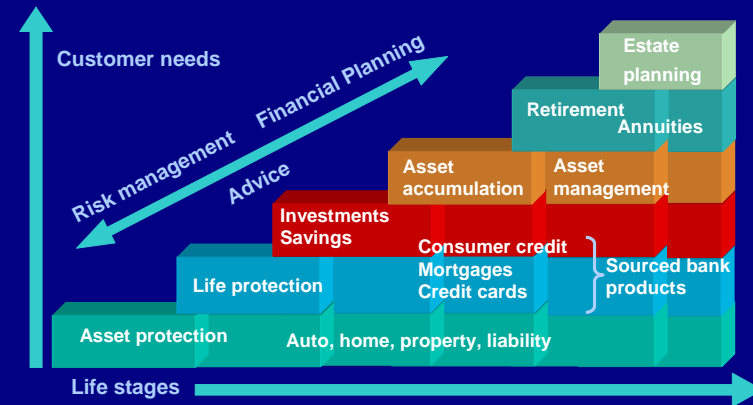 Customer needs
Estate
planning
Financial Planning
Risk management
Advice
Retirement
Annuities
Asset
accumulation
Asset
management
Investments
Savings
Consumer credit
Mortgages
Credit cards
Sourced bank
products
Life protection
Asset protection
Auto, home, property, liability
Life stages